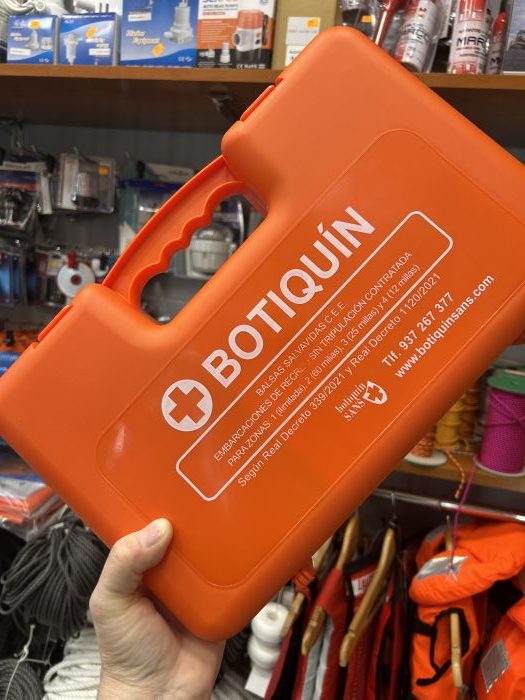 BOTIQUÍN
BALSAS SALVAVIDAS C.E.E
EMBARCACIONES DE RECR SIN TRIPULACIÓN CONTRATADA
PARA ZONAS: 1 (ilimitada), 2 (60 millas), 3 (25 millas) y 4 (12 millas)
Según Real Decreto 339/2021 y Real Decreto 1120/2021
botiquín
SANS
Tlf. 937 267 377
www.botiquinsans.com